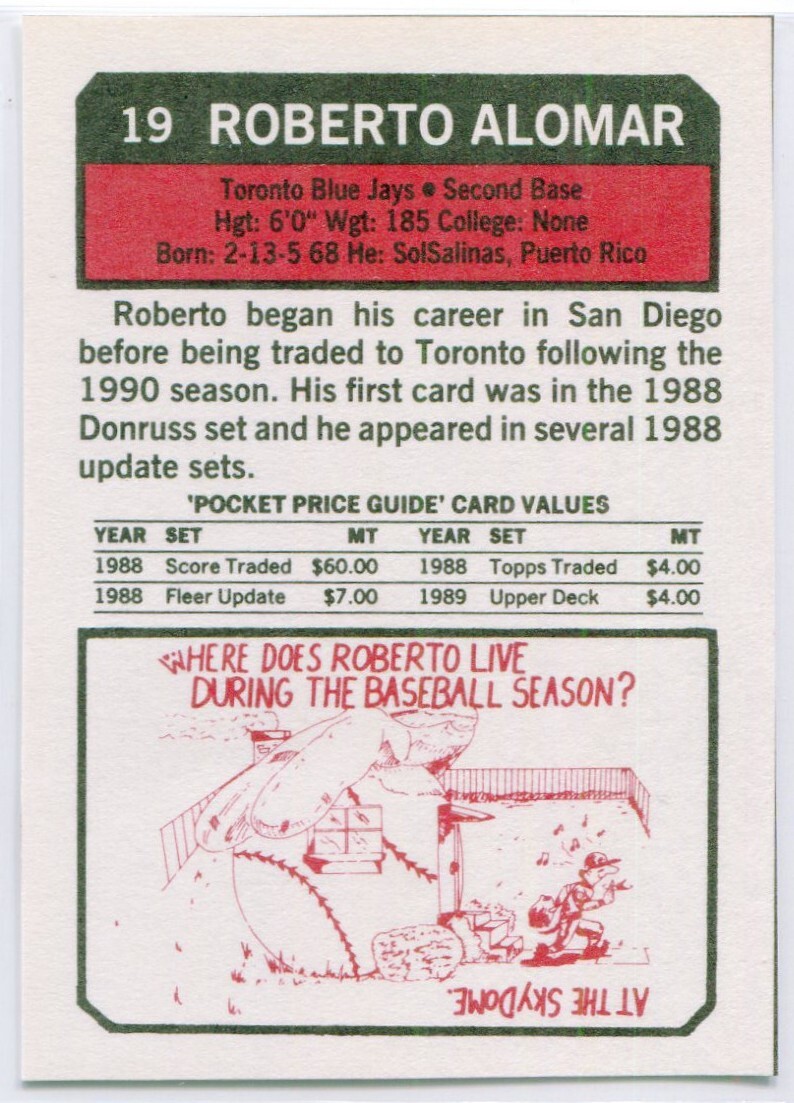 19 ROBERTO ALOMAR
Toronto Blue Jays • Second Base
Hgt: 6'0" Wgt: 185 College: None
Born: 2-13-5 68 He: SolSalinas, Puerto Rico
Roberto began his career in San Diego
before being traded to Toronto following the
1990 season. His first card was in the 1988
Donruss set and he appeared in several 1988
update sets.
'POCKET PRICE GUIDE' CARD VALUES
YEAR SET MT YEAR SET MT
1988 Score Traded $60.00 1988 Topps Traded $4.00
1988 Fleer Update $7.00 1989 Upper Deck $4.00
WHERE DOES ROBERTO LIVE
DURING THE BASEBALL SEASON?
AT THE SKYDOME.